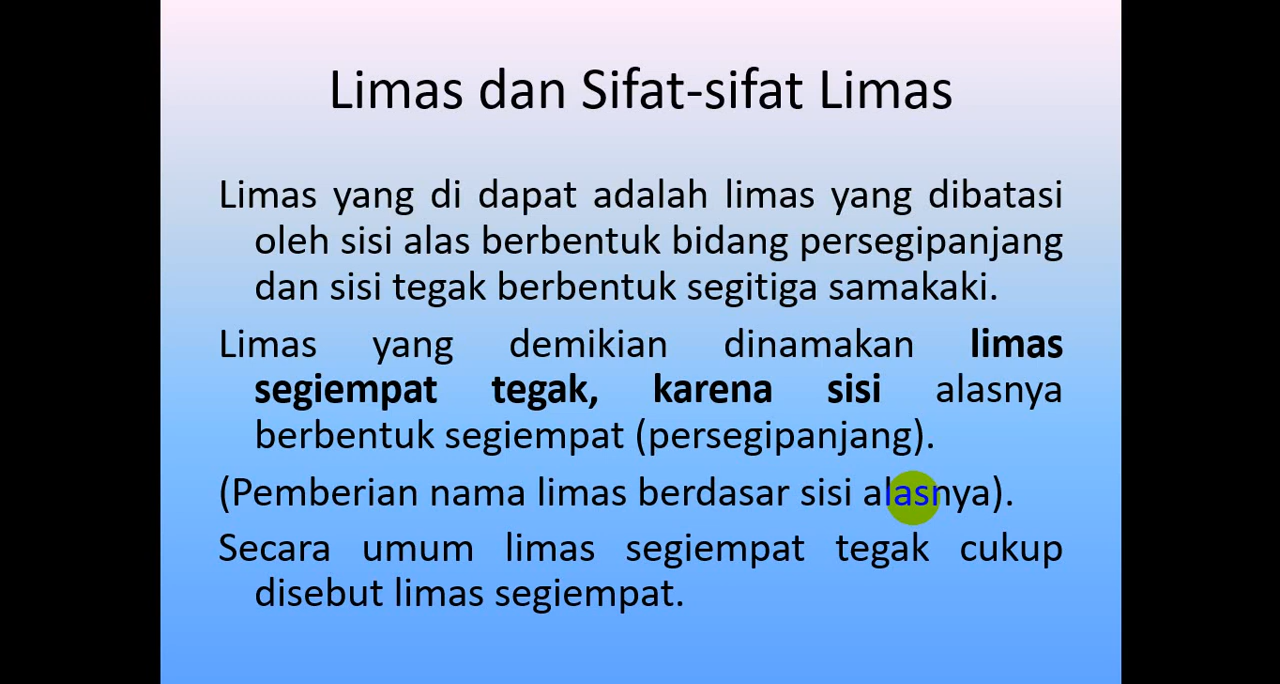 Limas dan Sifat-sifat Limas
Limas yang di dapat adalah limas yang dibatasi
oleh sisi alas berbentuk bidang persegipanjang
dan sisi tegak berbentuk segitiga samakaki.
Limas yang demikian dinamakan limas
segiempat tegak, karena sisi alasnya
berbentuk segiempat (persegipanjang).
(Pemberian nama limas berdasar sisi alasnya).
Secara umum limas segiempat tegak cukup
disebut limas segiempat.